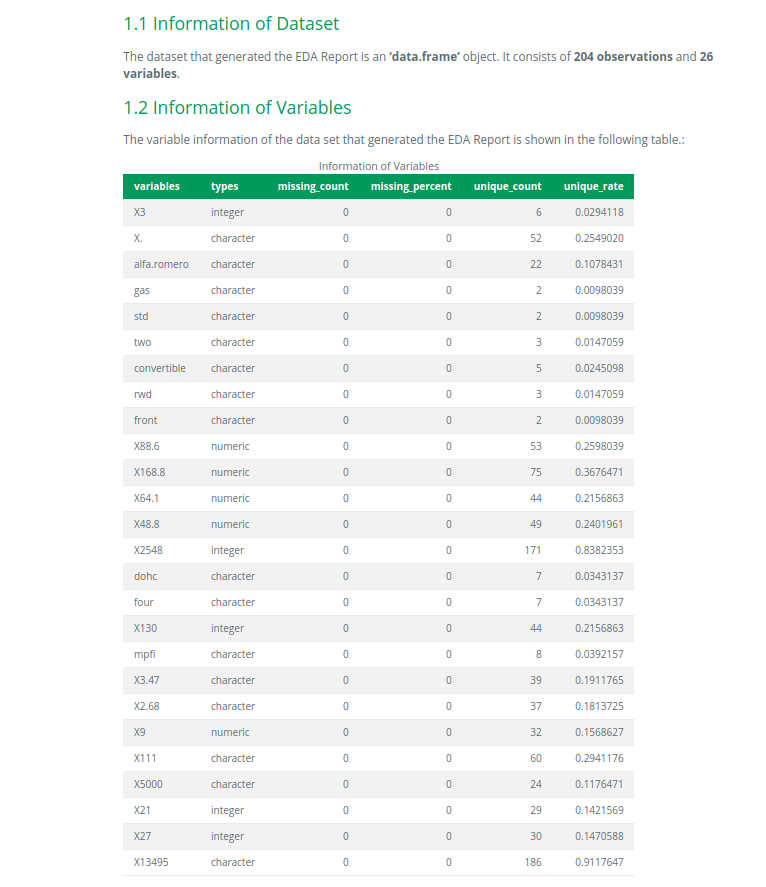 1.1 Information of Dataset
The dataset that generated the EDA Report is an ‘data.frame’ object. It consists of 204 observations and 26
variables.
1.2 Information of Variables
The variable information of the data set that generated the EDA Report is shown in the following table.:
Information of Variables
variables types missing_count missing_percent unique_count unique_rate
X3 integer 0 0 6 0.0294118
X. character 0 0 52 0.2549020
alfa.romero character 0 0 22 0.1078431
gas character 0 0 2 0.0098039
std character 0 0 2 0.0098039
two character 0 0 3 0.0147059
convertible character 0 0 5 0.0245098
rwd character 0 0 3 0.0147059
front character 0 0 2 0.0098039
X88.6 numeric 0 0 53 0.2598039
X168.8 numeric 0 0 75 0.3676471
X64.1 numeric 0 0 44 0.2156863
X48.8 numeric 0 0 49 0.2401961
X2548 integer 0 0 171 0.8382353
dohc character 0 0 7 0.0343137
four character 0 0 7 0.0343137
X130 integer 0 0 44 0.2156863
mpfi character 0 0 8 0.0392157
X3.47 character 0 0 39 0.1911765
X2.68 character 0 0 37 0.1813725
X9 numeric 0 0 32 0.1568627
X111 character 0 0 60 0.2941176
X5000 character 0 0 24 0.1176471
X21 integer 0 0 29 0.1421569
X27 integer 0 0 30 0.1470588
X13495 character 0 0 186 0.9117647